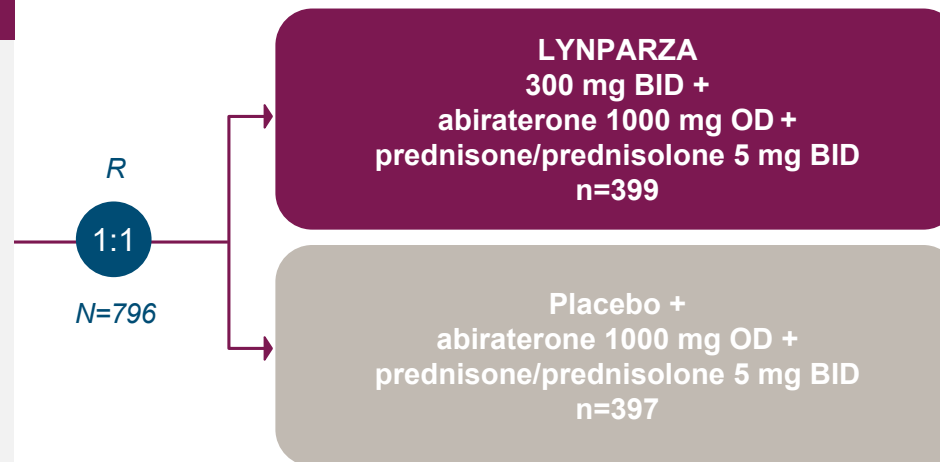 R
1:1
N=796
LYNPARZA
300 mg BID +
abiraterone 1000 mg OD +
prednisone/prednisolone 5 mg BID
n=399
Placebo +
abiraterone 1000 mg OD +
prednisone/prednisolone 5 mg BID
n=397